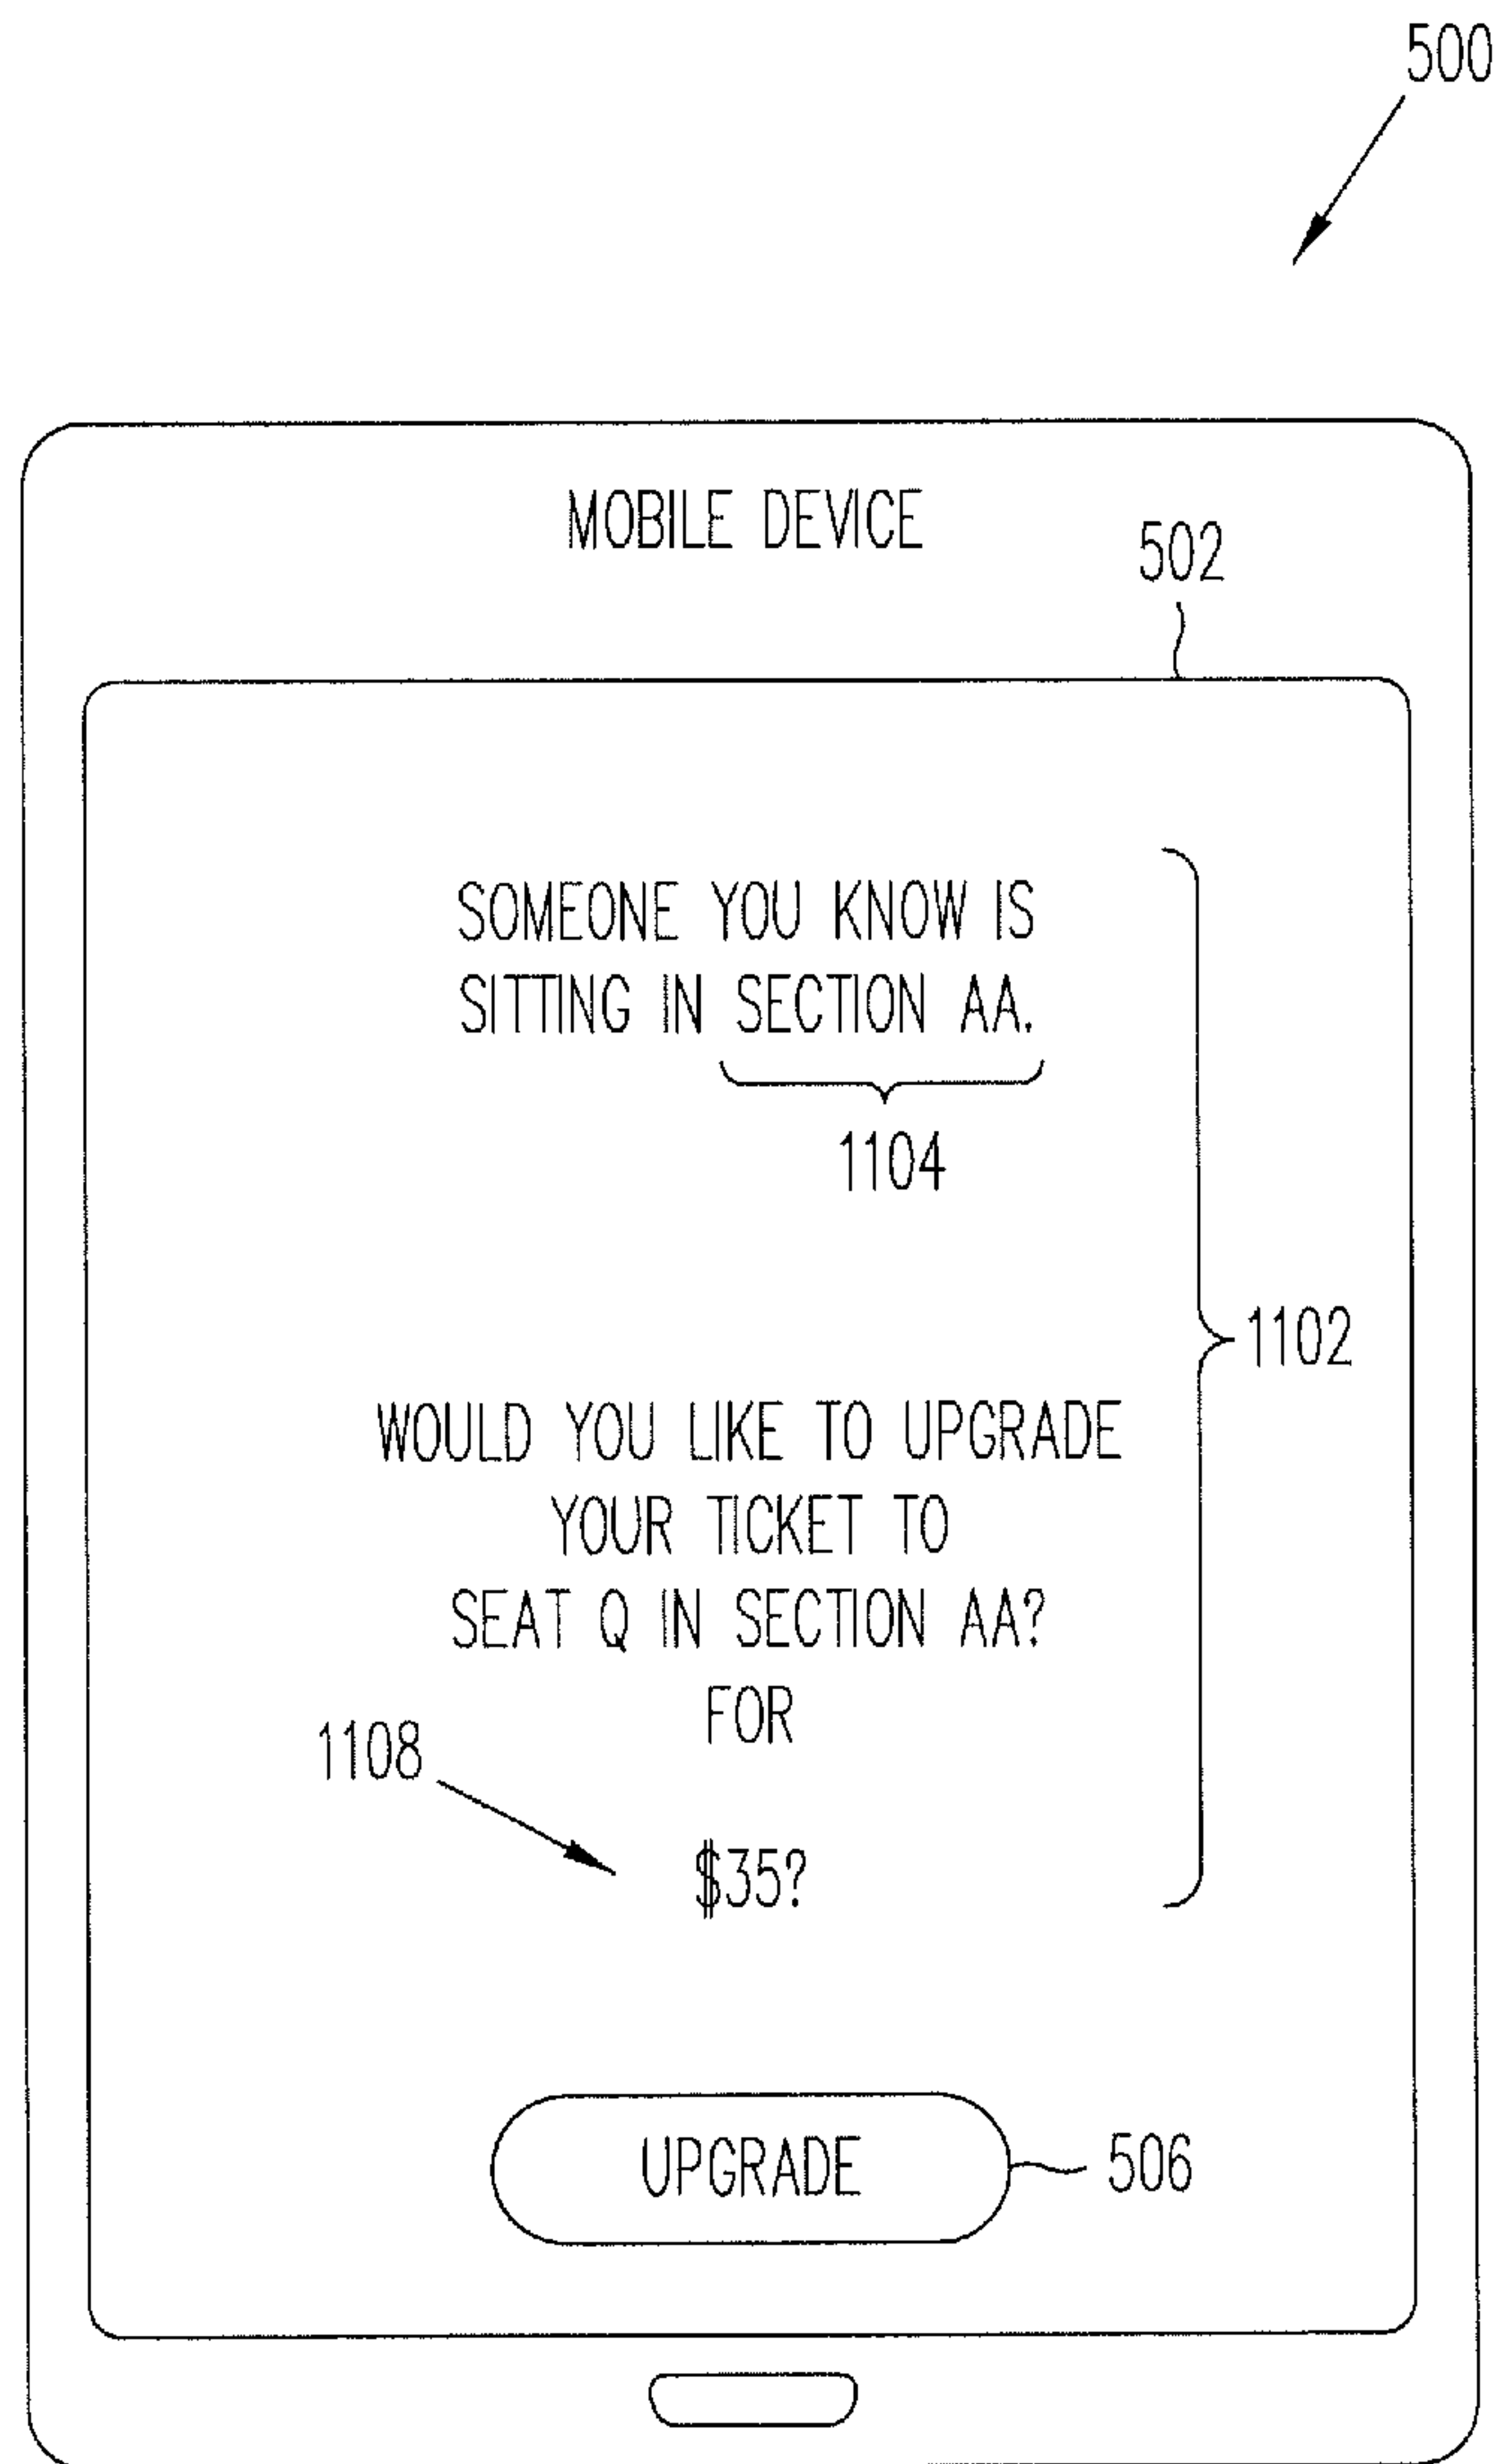 500
MOBILE DEVICE
502
SOMEONE YOU KNOW IS
SITTING IN SECTION AA.
1104
1102
WOULD YOU LIKE TO UPGRADE
YOUR TICKET TO
SEAT Q IN SECTION AA?
FOR
1108
$35?
UPGRADE
506